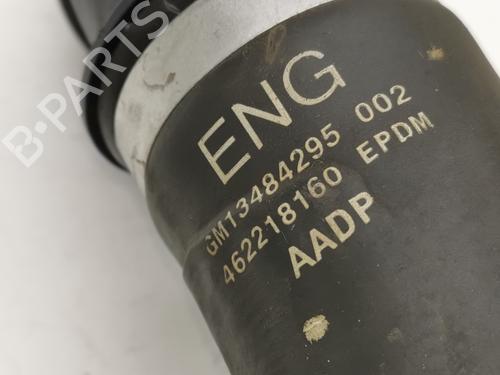 B-PARTS
ENG
GM13484295 002
462218160 EPDM
AADP